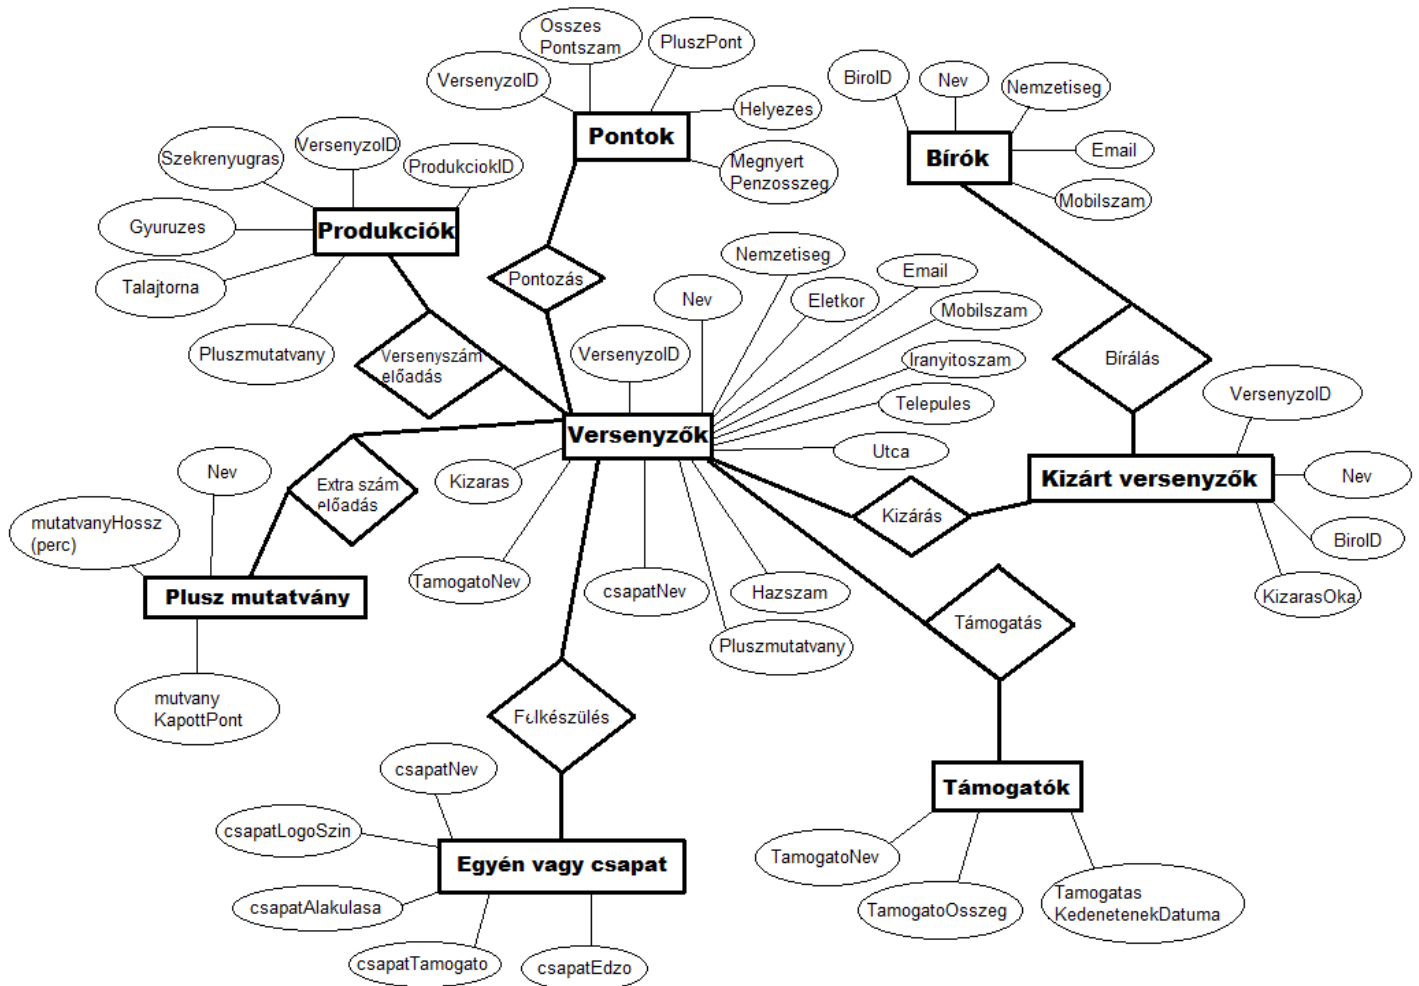 Osszes
Pontszam
PluszPont
VersenyzoID
Helyezes
Pontok
Megnyert
Penzosszeg
BiroID
Nev
Nemzetiseg
Bírók
Email
Mobilszam
Szekrenyugras
VersenyzoID
ProdukciokID
Gyuruzes
Produkciók
Talajtorna
Pluszmutatvany
Versenyszám
előadás
Pontozás
Nemzetiseg
Email
Nev
Eletkor
Mobilszam
VersenyzoID
Iranyitoszam
Telepules
Versenyzők
Utca
Kizaras
TamogatoNev
csapatNev
Hazszam
Pluszmutatvany
Bírálás
VersenyzoID
Kizárt versenyzők
Nev
BiroID
KizarasOka
Kizárás
Extra szám
előadás
Nev
mutatvanyHossz
(perc)
Plusz mutatvány
mutvany
KapottPont
Támogatás
Felkészülés
csapatNev
csapatLogoSzin
Egyén vagy csapat
csapatAlakulasa
csapatTamogato
csapatEdzo
Támogatók
TamogatoNev
TamogatoOsszeg
Tamogatas
KedenetenekDatuma